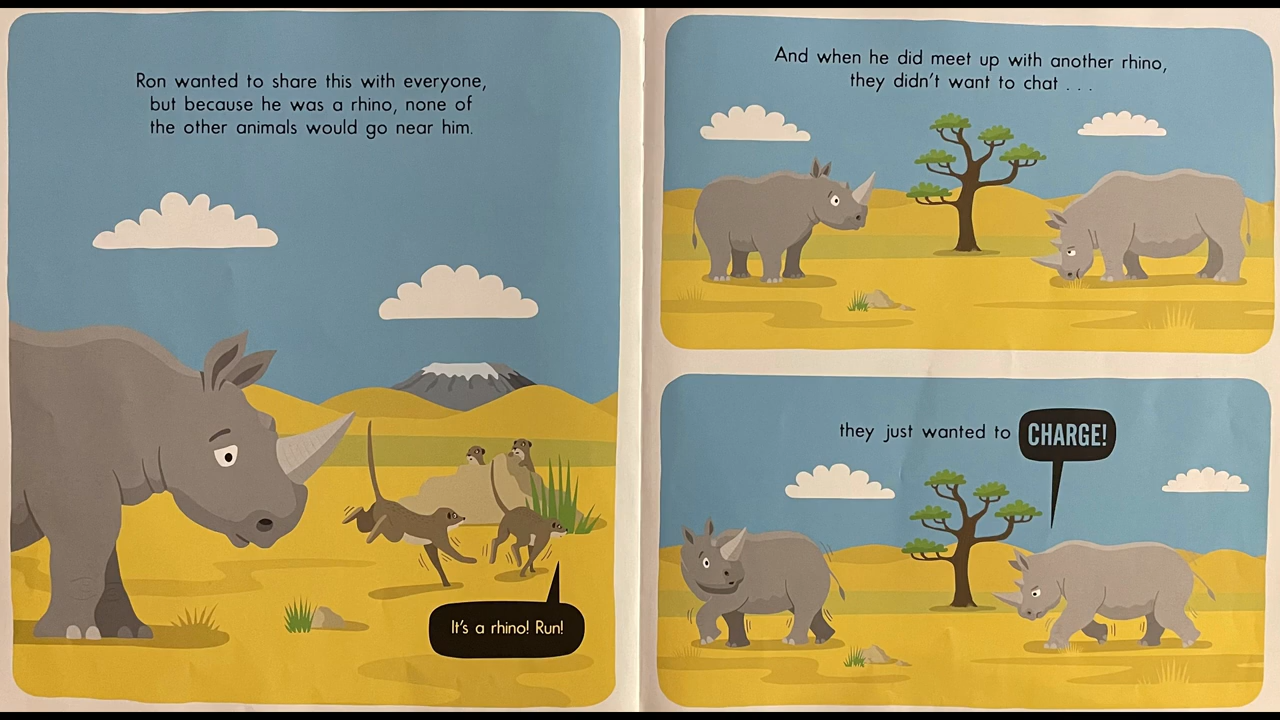 Ron wanted to share this with everyone,
but because he was a rhino, none of
the other animals would go near him.
It's a rhino! Run!
And when he did meet up with another rhino,
they didn't want to chat . . .
they just wanted to CHARGE!